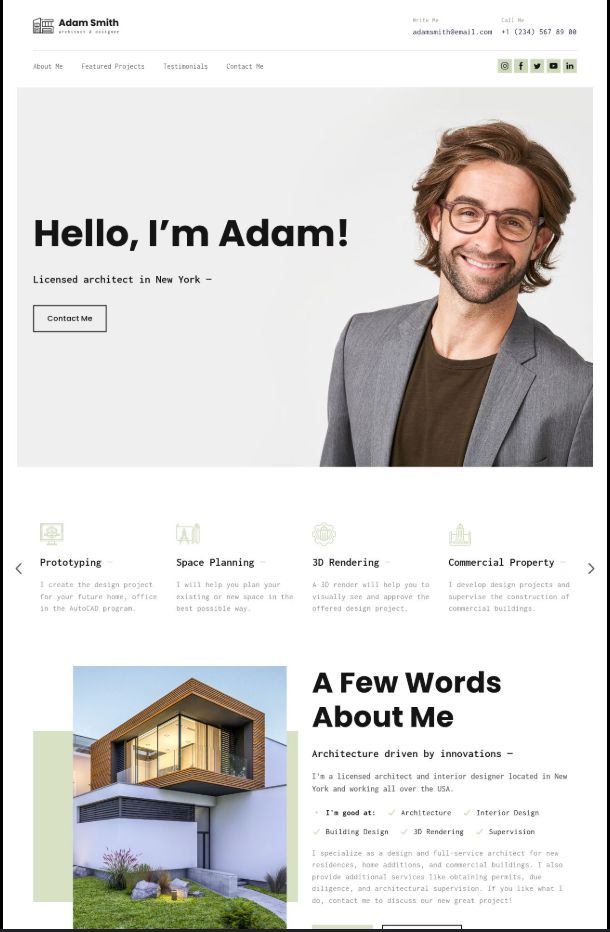 Adam Smith
architect & designer
Write Me
Call Me
adamsmith@email.com
+1 (234) 567 89 00
About Me
Featured Projects
Testimonials
Contact Me
Hello, I’m Adam!
Licensed architect in New York —
Contact Me
Prototyping —
I create the design project
for your future home, office
in the AutoCAD program.
Space Planning —
I will help you plan your
existing or new space in the
best possible way.
3D Rendering —
A 3D render will help you to
visually see and approve the
offered design project.
Commercial Property —
I develop design projects and
supervise the construction of
commercial buildings.
A Few Words
About Me
Architecture driven by innovations —
I'm a licensed architect and interior designer located in New
York and working all over the USA.
I'm good at:
Architecture
Interior Design
Building Design
3D Rendering
Supervision
I specialize as a design and full-service architect for new
residences, home additions, and commercial buildings. I also
provide additional services like obtaining permits, due
diligence, and architectural supervision. If you like what i
do, contact me to discuss our new great project!